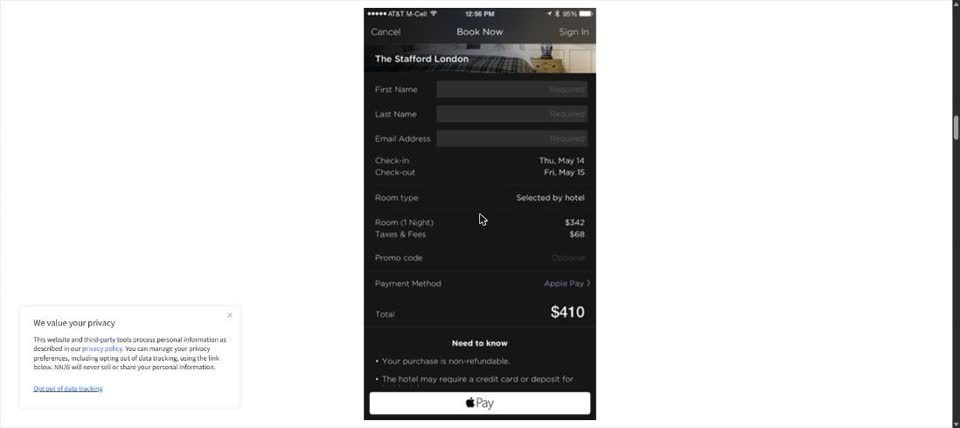 AT&T M-Cell 12:56 PM 95%
Cancel Book Now Sign In
The Stafford London
First Name Required
Last Name Required
Email Address Required
Check-in Thu, May 14
Check-out Fri, May 15
Room type Selected by hotel
Room (1 Night) $342
Taxes & Fees $68
Promo code Optional
Payment Method Apple Pay
Total $410
Need to know
• Your purchase is non-refundable.
• The hotel may require a credit card or deposit for
Pay
We value your privacy
This website and third-party tools process personal information as
described in our privacy policy. You can manage your privacy
preferences, including opting out of data tracking, using the link
below. NN/G will never sell or share your personal information.
Opt out of data tracking